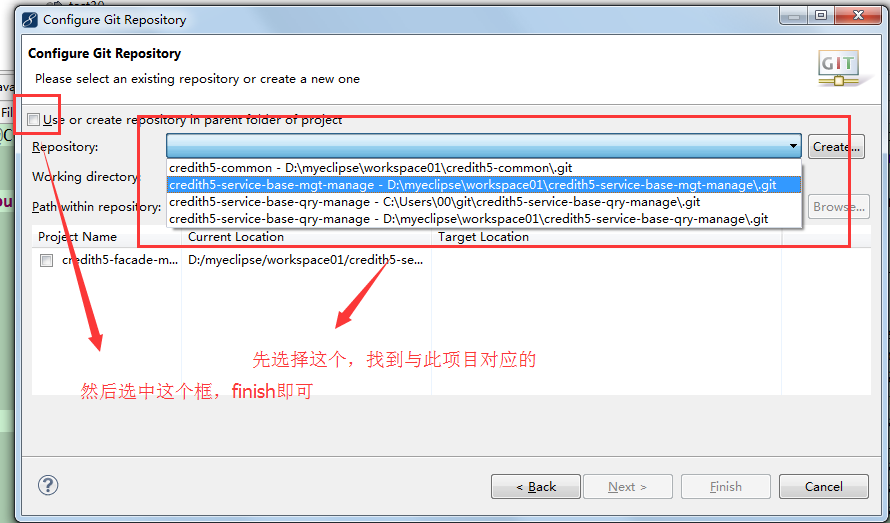 test20
Configure Git Repository
Configure Git Repository
Please select an existing repository or create a new one
GIT
ava
Fil
Use or create repository in parent folder of project
Repository:
Create...
credith5-common - D:\myeclipse\workspace01\credith5-common\.git
Working directory:
credith5-service-base-mgt-manage - D:\myeclipse\workspace01\credith5-service-base-mgt-manage\.git
credith5-service-base-qry-manage - C:\Users\00\git\credith5-service-base-qry-manage\.git
Path within repository:
Browse...
credith5-service-base-qry-manage - D:\myeclipse\workspace01\credith5-service-base-qry-manage\.git
Project Name Current Location Target Location
credith5-facade-m... D:/myeclipse/workspace01/credith5-se...
先选择这个，找到与此项目对应的
然后选中这个框，finish即可
?
< Back Next > Finish Cancel